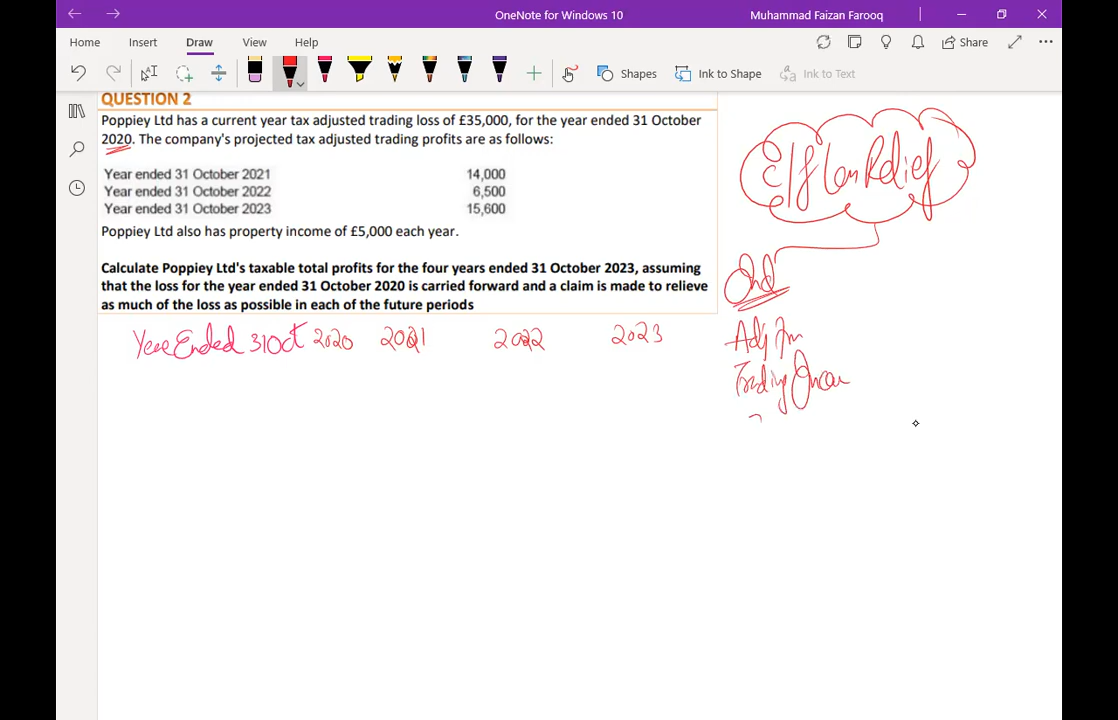 OneNote for Windows 10
Muhammad Faizan Farooq
Home Insert Draw View Help
Share
Shapes Ink to Shape Ink to Text
QUESTION 2
Poppiey Ltd has a current year tax adjusted trading loss of £35,000, for the year ended 31 October
2020. The company's projected tax adjusted trading profits are as follows:
Year ended 31 October 2021 14,000
Year ended 31 October 2022 6,500
Year ended 31 October 2023 15,600
Poppiey Ltd also has property income of £5,000 each year.
Calculate Poppiey Ltd's taxable total profits for the four years ended 31 October 2023, assuming
that the loss for the year ended 31 October 2020 is carried forward and a claim is made to relieve
as much of the loss as possible in each of the future periods
Year Ended 31 Oct 2020 2021 2022 2023
C/f Loss Relief
Ind
Adj Fm
Trading